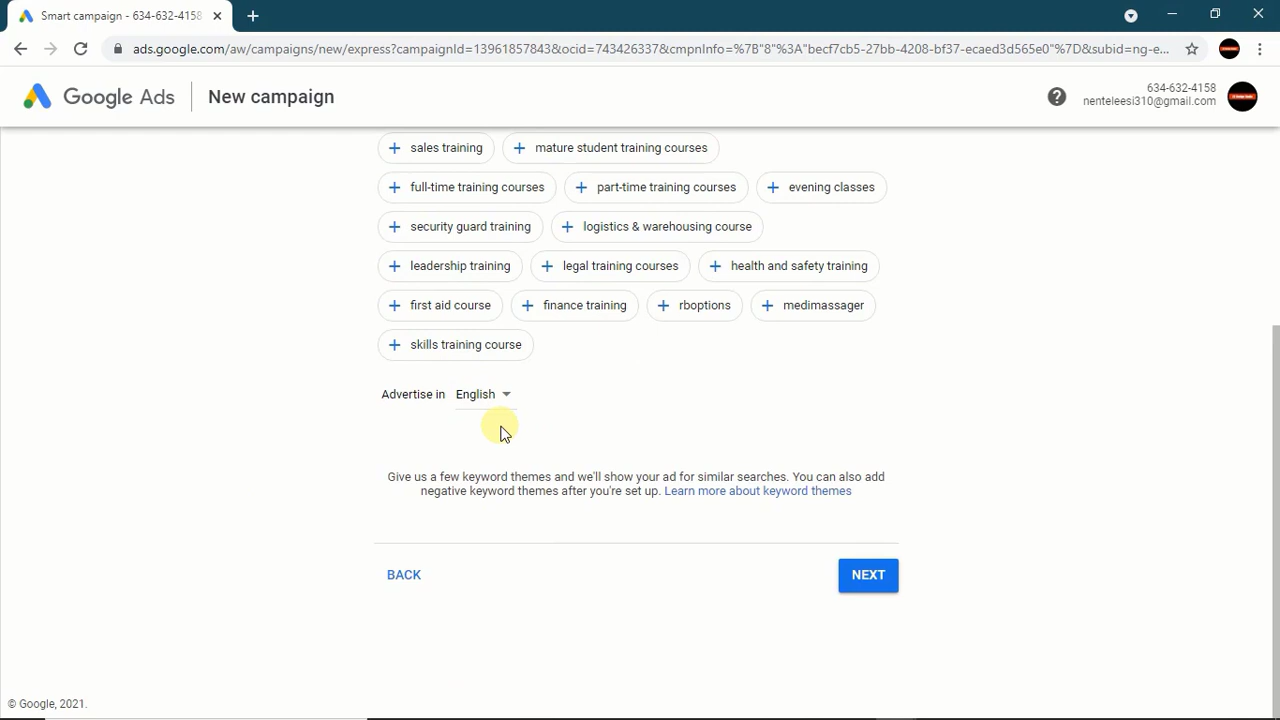 Smart campaign - 634-632-4158
ads.google.com/aw/campaigns/new/express?campaignId=13961857843&ocid=743426337&cmpnInfo=%7B"8"%3A"becf7cb5-27bb-4208-bf37-ecaed3d565e0"%7D&subid=ng-e...
Google Ads New campaign
634-632-4158
nenteleesi310@gmail.com
sales training mature student training courses
full-time training courses part-time training courses evening classes
security guard training logistics & warehousing course
leadership training legal training courses health and safety training
first aid course finance training rboptions medimassager
skills training course
Advertise in English
Give us a few keyword themes and we'll show your ad for similar searches. You can also add
negative keyword themes after you're set up. Learn more about keyword themes
BACK NEXT
© Google, 2021.